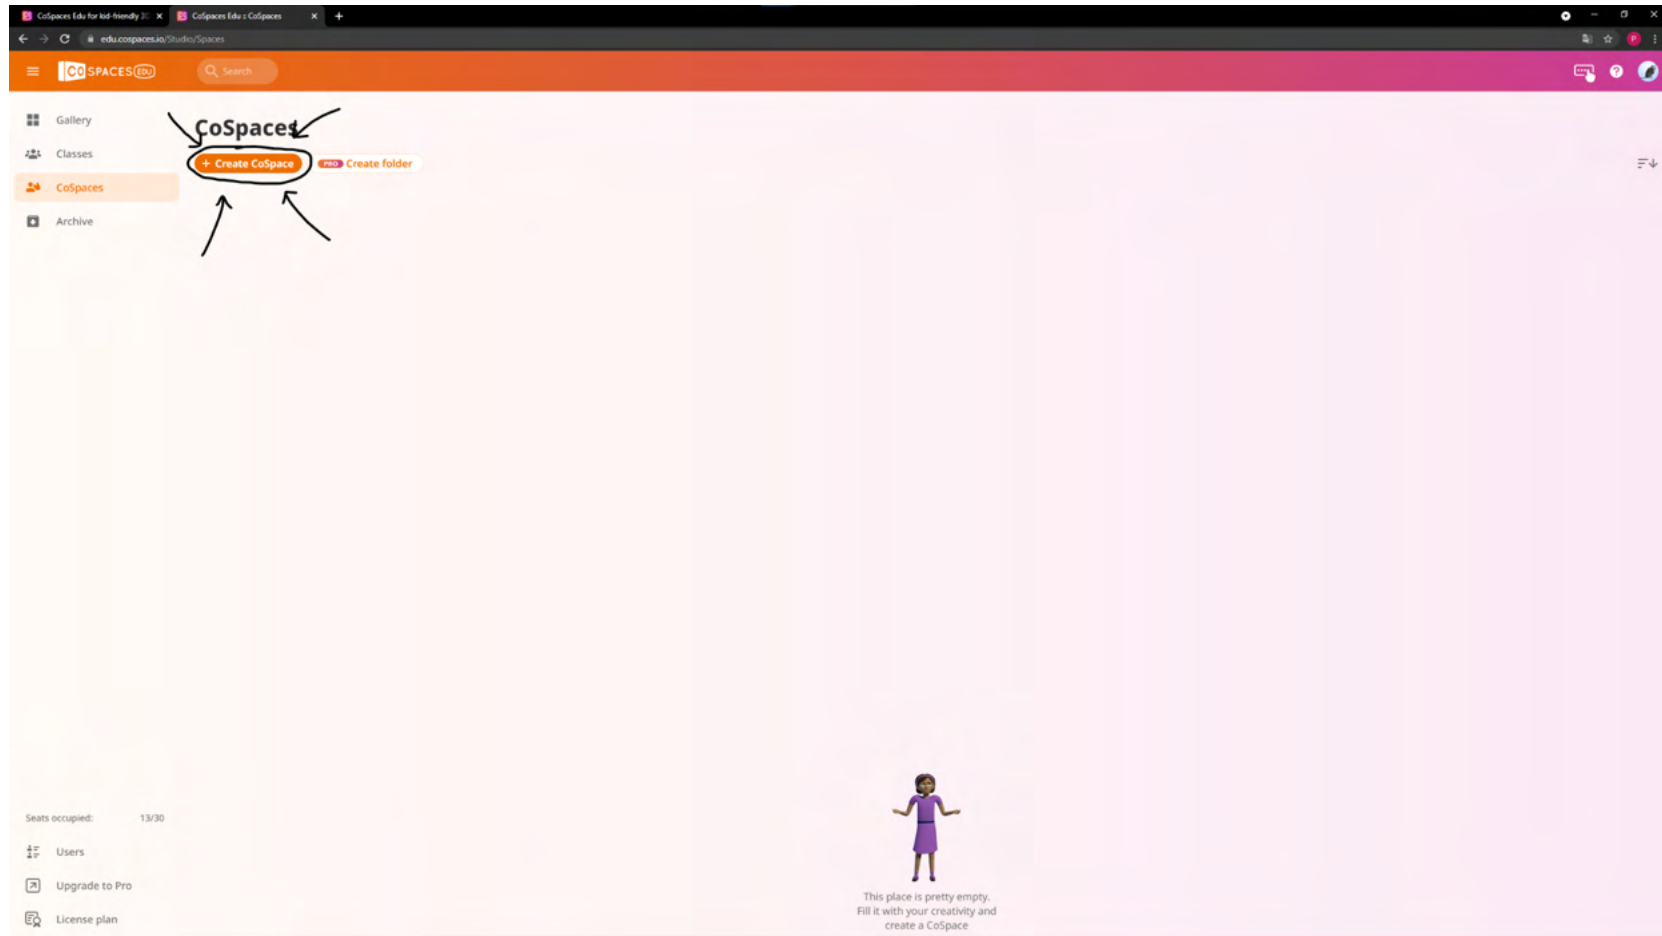 CoSpaces Edu for kid-friendly 3D
CoSpaces Edu :: CoSpaces
edu.cospaces.io/Studio/Spaces
P
CO SPACES EDU
Search
Gallery
Classes
CoSpaces
Archive
CoSpaces
+ Create CoSpace
PRO Create folder
Seats occupied: 13/30
Users
Upgrade to Pro
License plan
This place is pretty empty.
Fill it with your creativity and
create a CoSpace